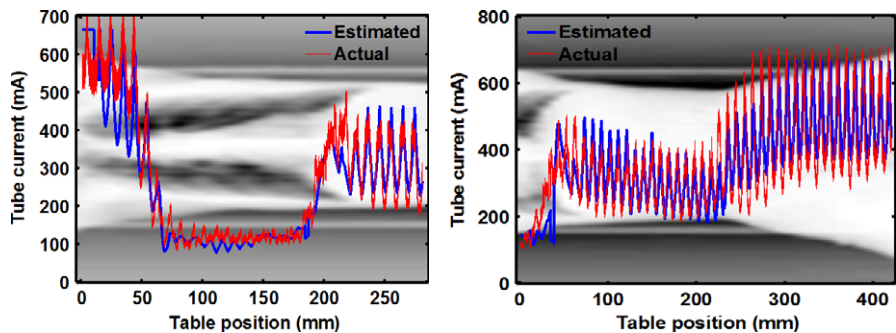 700
600
500
400
300
200
100
0
Tube current (mA)
Estimated
Actual
0 50 100 150 200 250
Table position (mm)
800
600
400
200
0
Tube current (mA)
Estimated
Actual
0 100 200 300 400
Table position (mm)